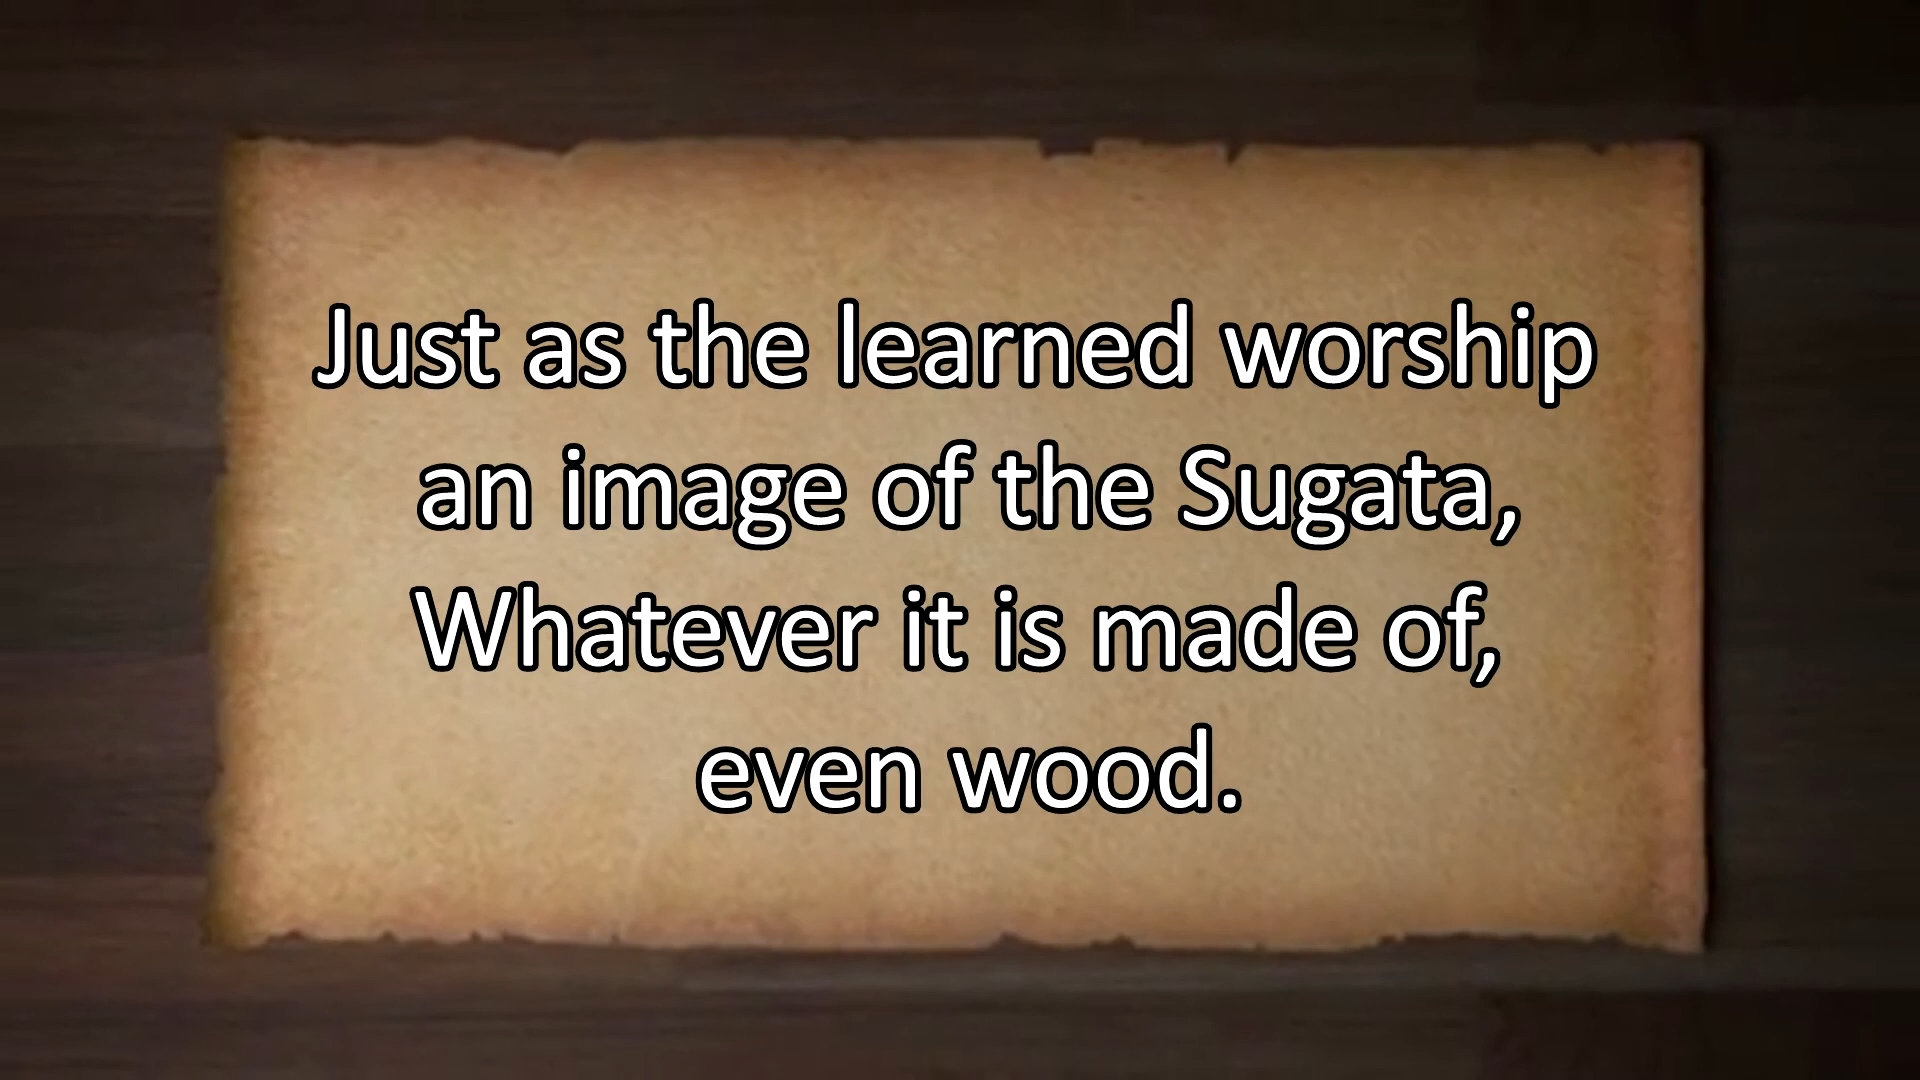 Just as the learned worship
an image of the Sugata,
Whatever it is made of,
even wood.